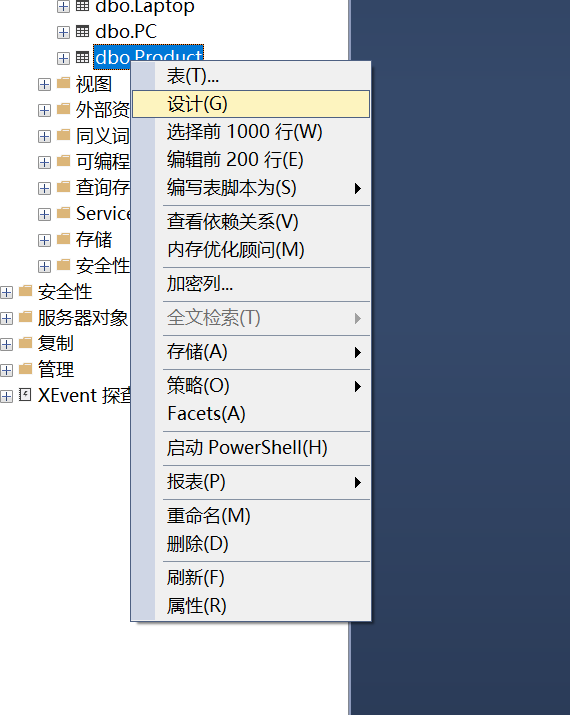 dbo.Laptop
dbo.PC
dbo.Product
视图
外部资
同义词
可编程
查询存
Service
存储
安全性
安全性
服务器对象
复制
管理
XEvent 探查
表(T)...
设计(G)
选择前 1000 行(W)
编辑前 200 行(E)
编写表脚本为(S)
查看依赖关系(V)
内存优化顾问(M)
加密列...
全文检索(T)
存储(A)
策略(O)
Facets(A)
启动 PowerShell(H)
报表(P)
重命名(M)
删除(D)
刷新(F)
属性(R)